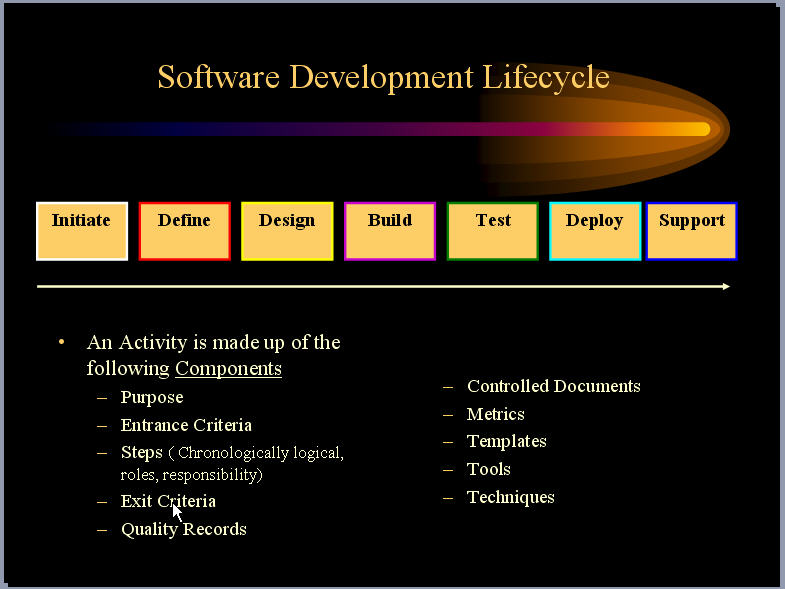 Software Development Lifecycle
Initiate Define Design Build Test Deploy Support
• An Activity is made up of the
following Components
– Purpose
– Entrance Criteria
– Steps ( Chronologically logical,
roles, responsibility)
– Exit Criteria
– Quality Records
– Controlled Documents
– Metrics
– Templates
– Tools
– Techniques